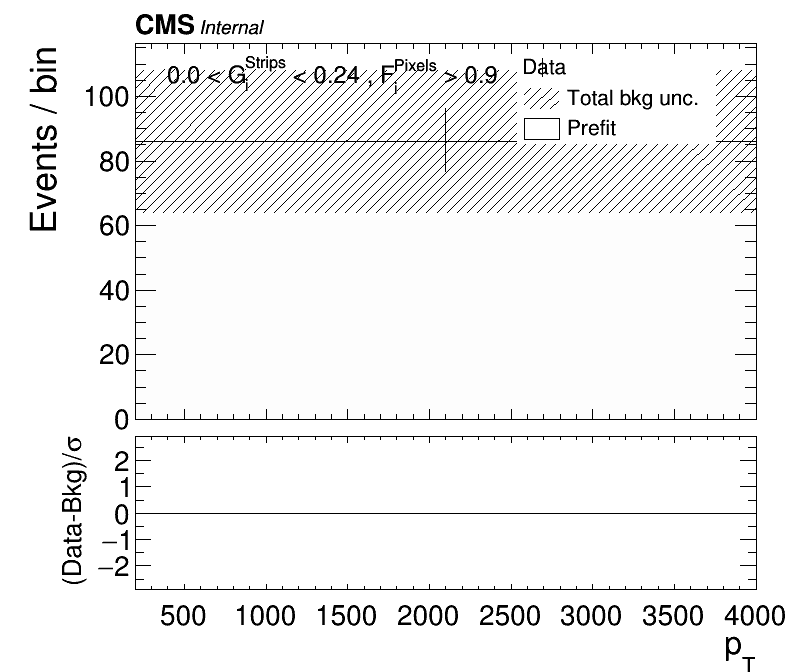 CMS Internal
Events / bin
0.0 < G_i^Strips < 0.24 , F_i^Pixels > 0.9
Data
Total bkg unc.
Prefit
100
80
60
40
20
0
(Data-Bkg)/σ
2
1
0
−1
−2
500 1000 1500 2000 2500 3000 3500 4000
p_T